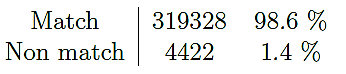 Match 319328 98.6 %
Non match 4422 1.4 %